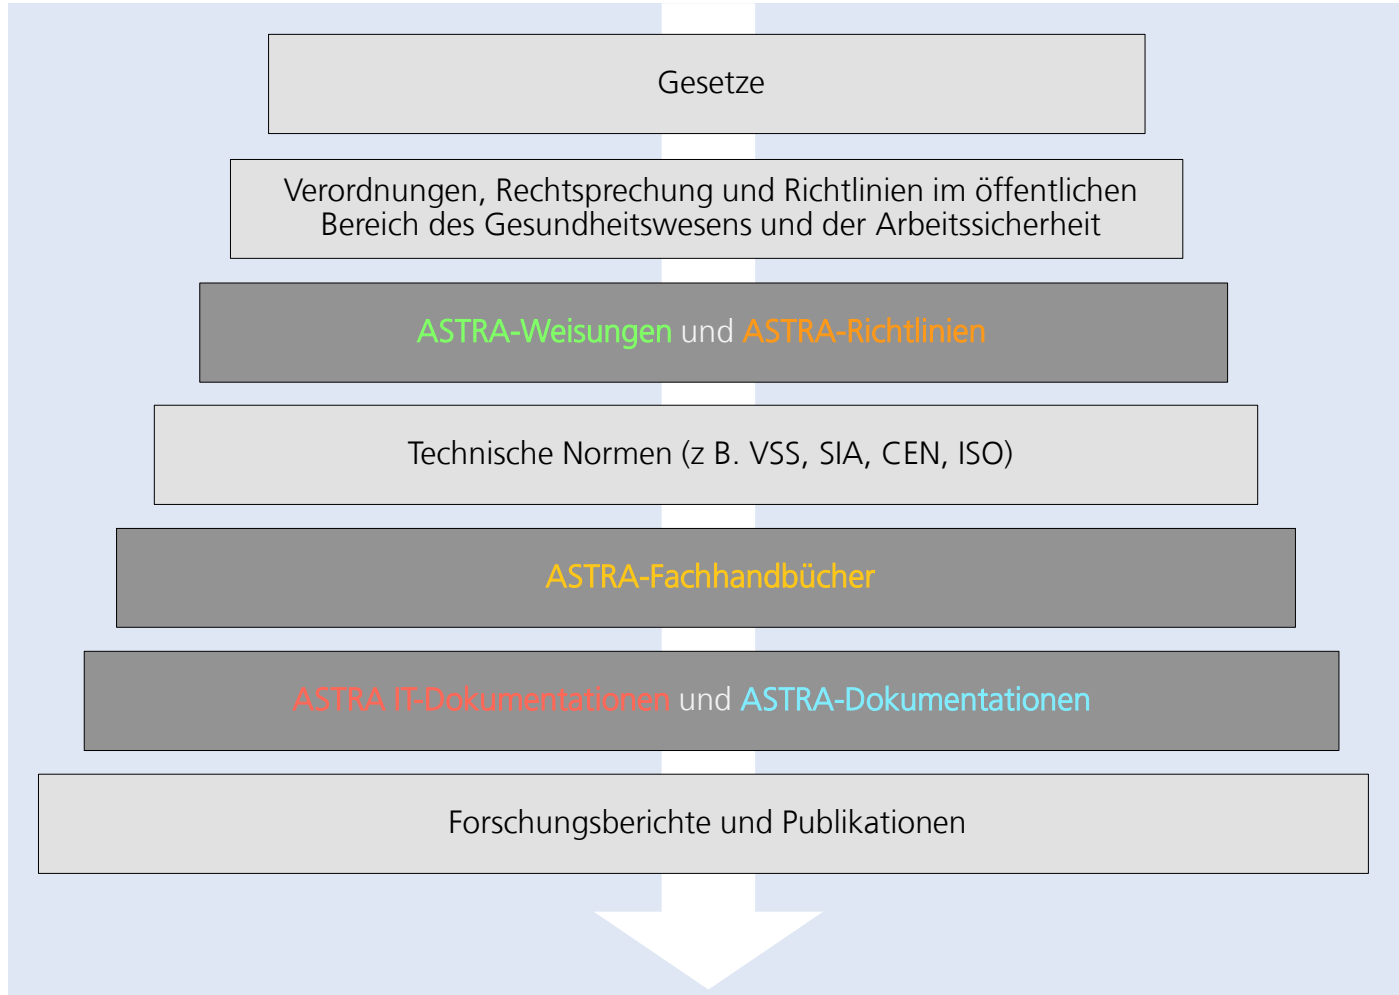 Gesetze
Verordnungen, Rechtsprechung und Richtlinien im öffentlichen
Bereich des Gesundheitswesens und der Arbeitssicherheit
ASTRA-Weisungen und ASTRA-Richtlinien
Technische Normen (z B. VSS, SIA, CEN, ISO)
ASTRA-Fachhandbücher
ASTRA IT-Dokumentationen und ASTRA-Dokumentationen
Forschungsberichte und Publikationen